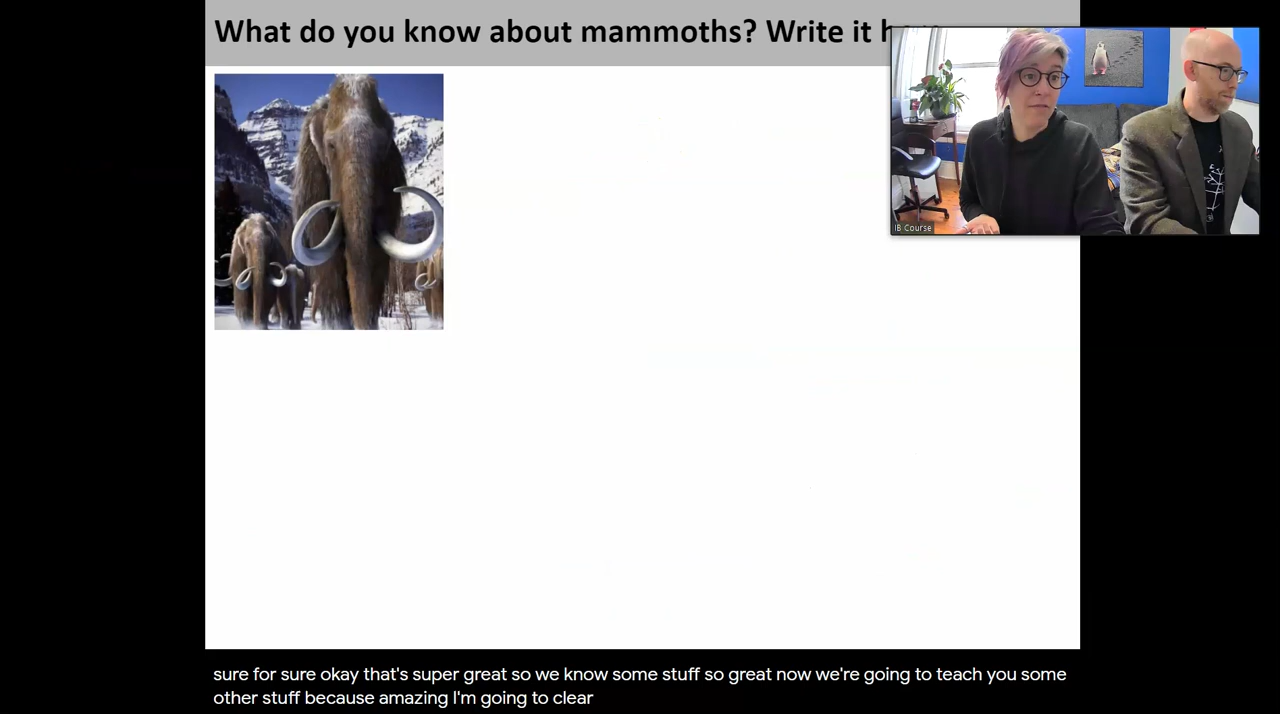 What do you know about mammoths? Write it
IB Course
sure for sure okay that's super great so we know some stuff so great now we're going to teach you some
other stuff because amazing I'm going to clear